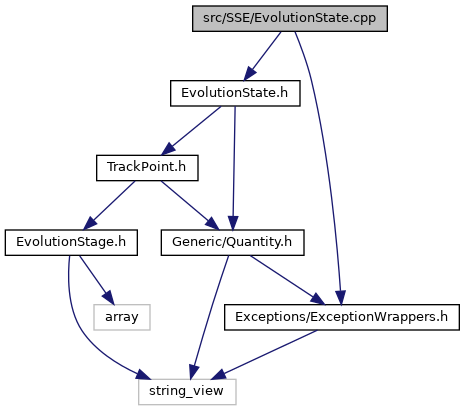 src/SSE/EvolutionState.cpp
EvolutionState.h
TrackPoint.h
EvolutionStage.h
Generic/Quantity.h
array
Exceptions/ExceptionWrappers.h
string_view